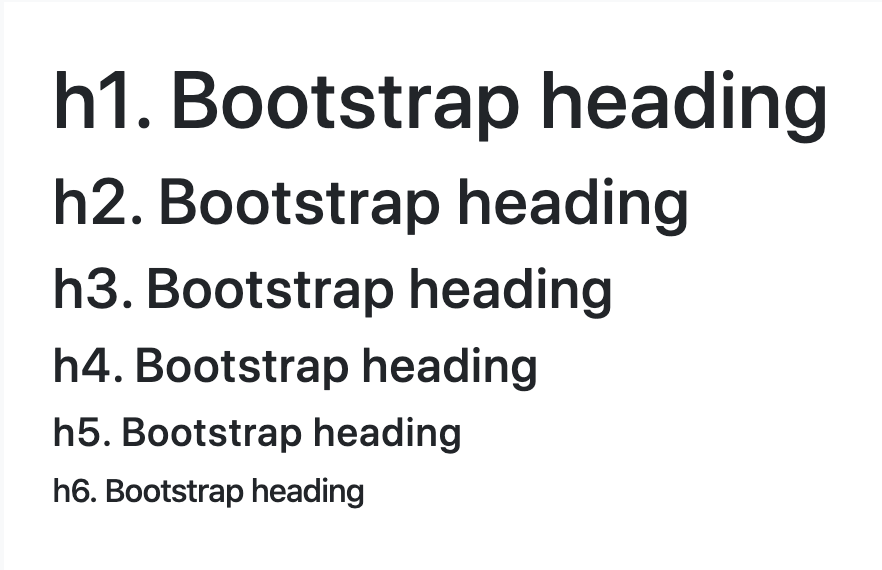 h1. Bootstrap heading
h2. Bootstrap heading
h3. Bootstrap heading
h4. Bootstrap heading
h5. Bootstrap heading
h6. Bootstrap heading